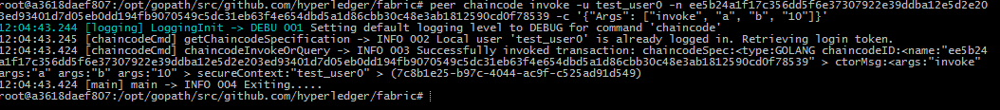 root@a3618daef807:/opt/gopath/src/github.com/hyperledger/fabric# peer chaincode invoke -u test_user0 -n ee5b24a1f17c356dd5f6e37307922e39ddba12e5d2e20
3ed93401d7d05eb0dd194fb9070549c5dc31eb63f4e654dbd5a1d86cbb30c48e3ab1812590cd0f78539 -c '{"Args": ["invoke", "a", "b", "10"]}'
12:04:43.244 [logging] LoggingInit -> DEBU 001 Setting default logging level to DEBUG for command 'chaincode'
12:04:43.245 [chaincodeCmd] getChaincodeSpecification -> INFO 002 Local user 'test_user0' is already logged in. Retrieving login token.
12:04:43.424 [chaincodeCmd] chaincodeInvokeOrQuery -> INFO 003 Successfully invoked transaction: chaincodeSpec:<type:GOLANG chaincodeID:<name:"ee5b24
a1f17c356dd5f6e37307922e39ddba12e5d2e203ed93401d7d05eb0dd194fb9070549c5dc31eb63f4e654dbd5a1d86cbb30c48e3ab1812590cd0f78539" > ctorMsg:<args:"invoke"
args:"a" args:"b" args:"10" > secureContext:"test_user0" > (7c8b1e25-b97c-4044-ac9f-c525ad91d549)
12:04:43.424 [main] main -> INFO 004 Exiting.....
root@a3618daef807:/opt/gopath/src/github.com/hyperledger/fabric#